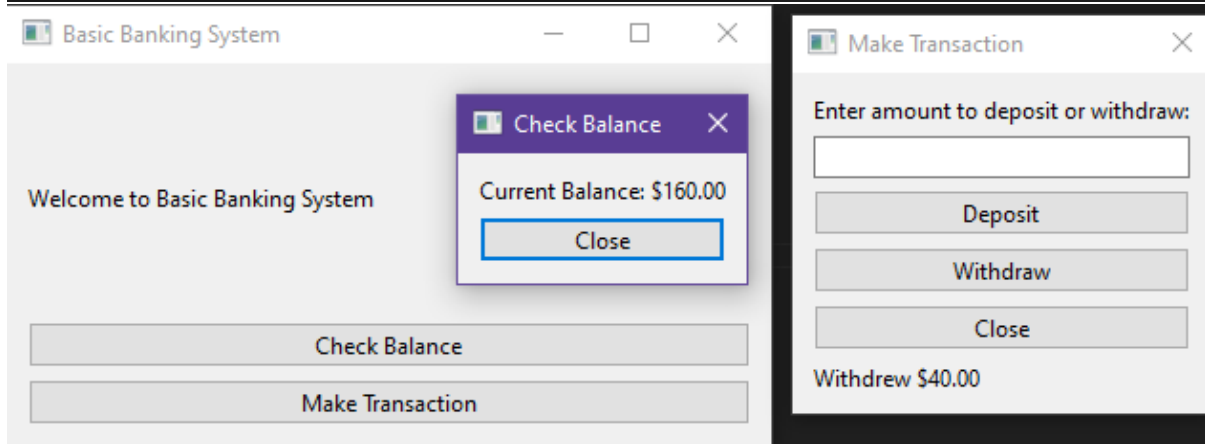 Basic Banking System
Welcome to Basic Banking System
Check Balance
Make Transaction
Check Balance
Current Balance: $160.00
Close
Make Transaction
Enter amount to deposit or withdraw:
Deposit
Withdraw
Close
Withdrew $40.00